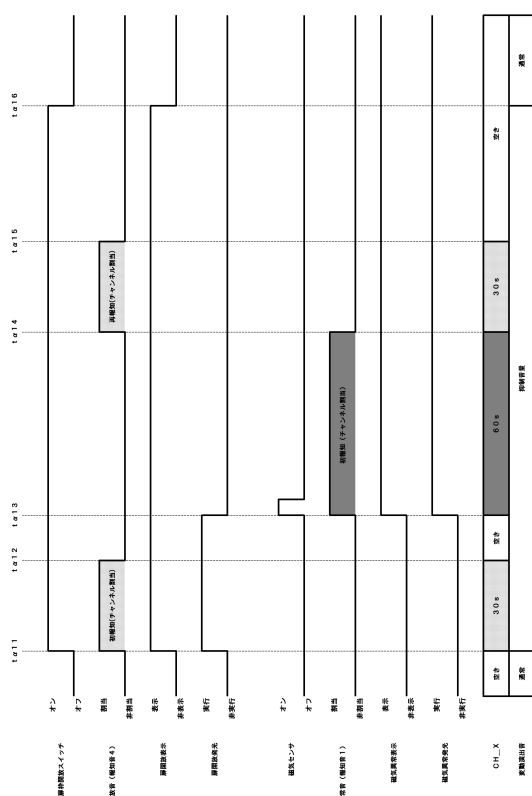 tα11
tα12
tα13
tα14
tα15
tα16
扉枠開放スイッチ
オン
オフ
放音（報知音4）
割当
非割当
初報知(チャンネル割当)
再報知(チャンネル割当)
扉開放表示
表示
非表示
扉開放発光
実行
非実行
磁気センサ
オン
オフ
常音（報知音1）
割当
非割当
初報知（チャンネル割当）
磁気異常表示
表示
非表示
磁気異常発光
実行
非実行
CH＿X
空き
30s
空き
60s
30s
空き
変動演出音
通常
抑制音量
通常